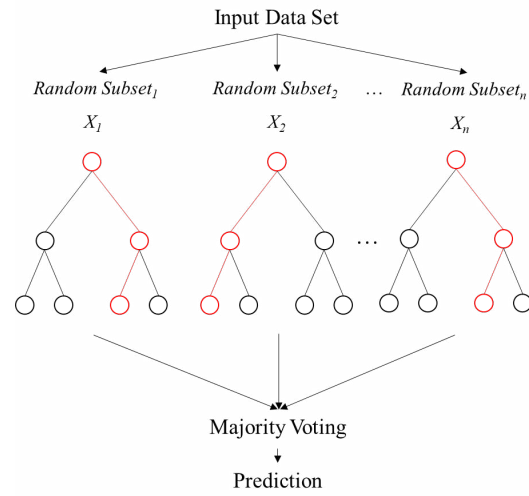 Input Data Set
Random Subset₁ Random Subset₂ … Random Subsetₙ
X₁ X₂ Xₙ
…
Majority Voting
Prediction